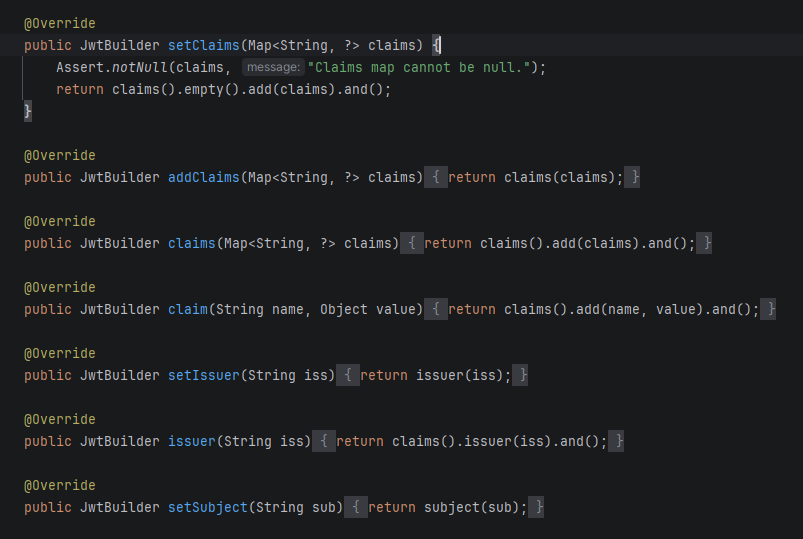 @Override
public JwtBuilder setClaims(Map<String, ?> claims) {
    Assert.notNull(claims, message: "Claims map cannot be null.");
    return claims().empty().add(claims).and();
}
@Override
public JwtBuilder addClaims(Map<String, ?> claims) { return claims(claims); }
@Override
public JwtBuilder claims(Map<String, ?> claims) { return claims().add(claims).and(); }
@Override
public JwtBuilder claim(String name, Object value) { return claims().add(name, value).and(); }
@Override
public JwtBuilder setIssuer(String iss) { return issuer(iss); }
@Override
public JwtBuilder issuer(String iss) { return claims().issuer(iss).and(); }
@Override
public JwtBuilder setSubject(String sub) { return subject(sub); }